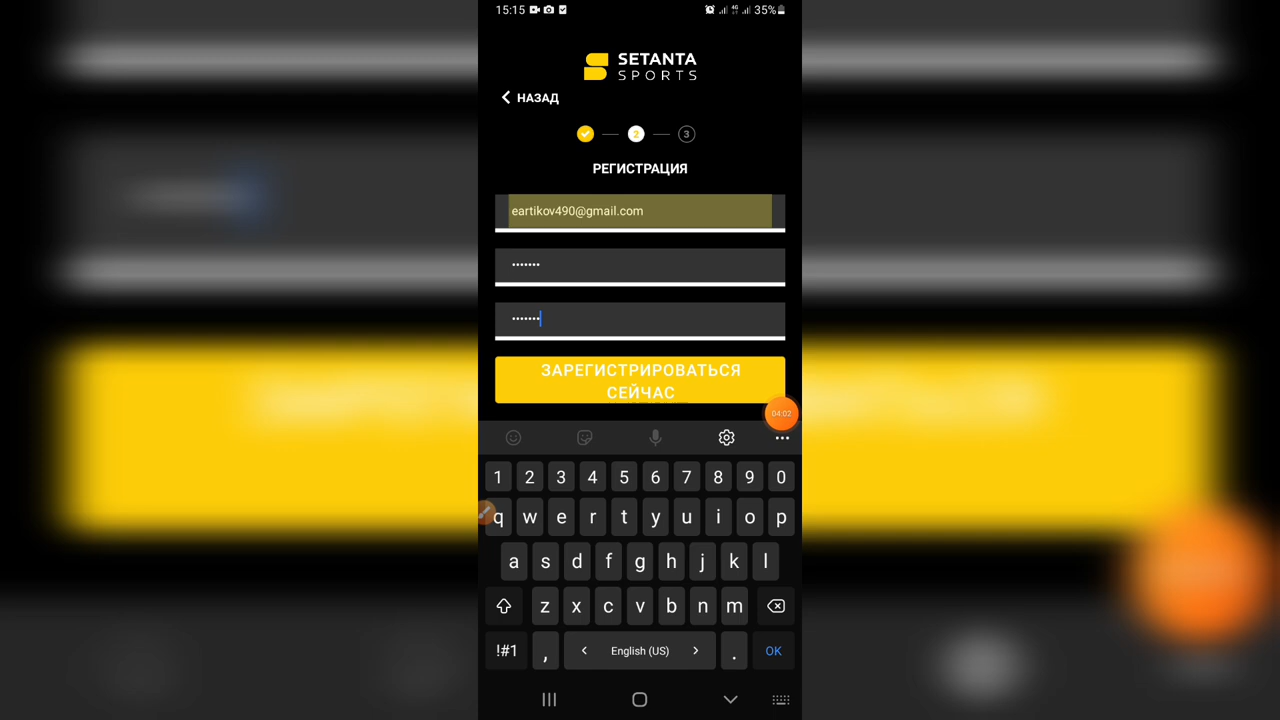 15:15
4G
35%
SETANTA
SPORTS
НАЗАД
2
3
РЕГИСТРАЦИЯ
eartikov490@gmail.com
•••••••
•••••••
ЗАРЕГИСТРИРОВАТЬСЯ
СЕЙЧАС
04:02
1 2 3 4 5 6 7 8 9 0
q w e r t y u i o p
a s d f g h j k l
z x c v b n m
!#1 , English (US) . OK